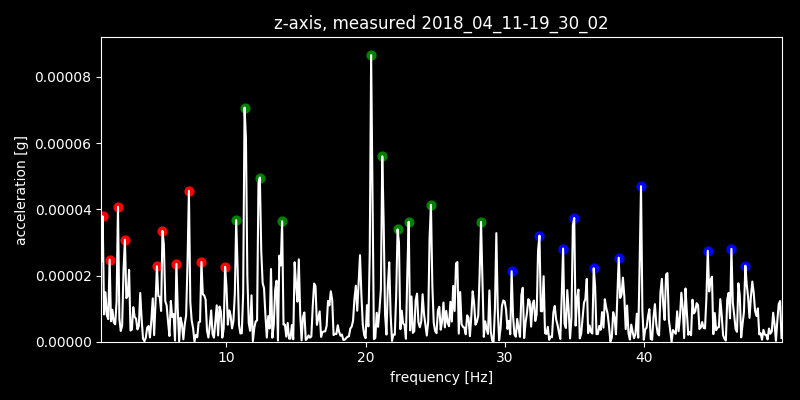 z-axis, measured 2018_04_11-19_30_02
acceleration [g]
0.00008
0.00006
0.00004
0.00002
0.00000
10 20 30 40
frequency [Hz]